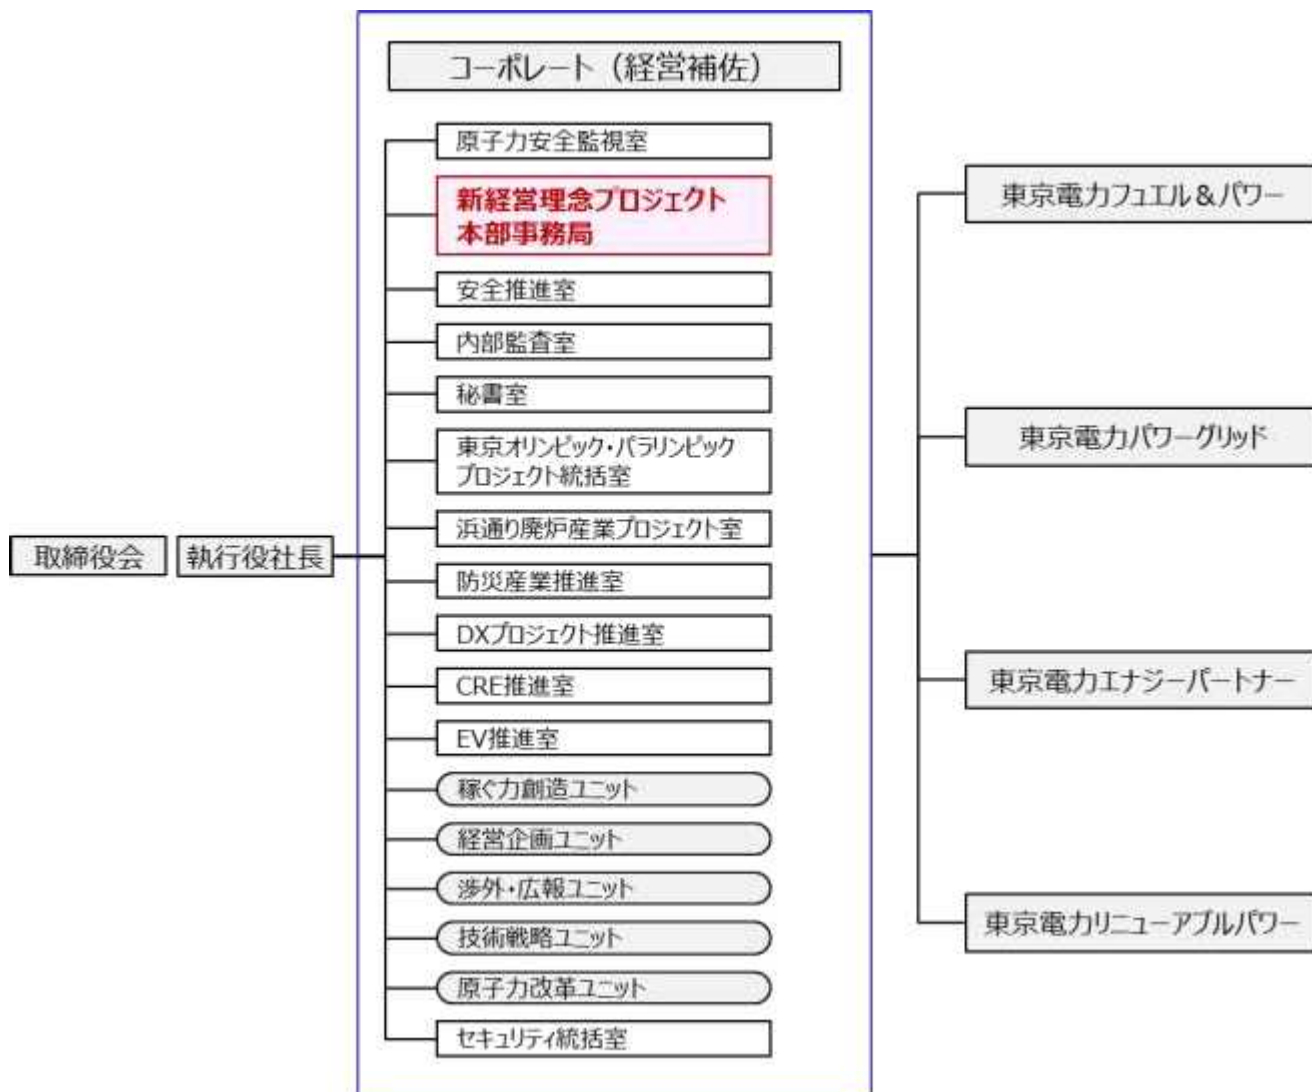 コーポレート（経営補佐）
原子力安全監視室
新経営理念プロジェクト
本部事務局
安全推進室
内部監査室
秘書室
東京オリンピック・パラリンピック
プロジェクト統括室
浜通り廃炉産業プロジェクト室
防災産業推進室
DXプロジェクト推進室
CRE推進室
EV推進室
稼ぐ力創造ユニット
経営企画ユニット
渉外・広報ユニット
技術戦略ユニット
原子力改革ユニット
セキュリティ統括室
取締役会
執行役社長
東京電力フュエル＆パワー
東京電力パワーグリッド
東京電力エナジーパートナー
東京電力リニューアブルパワー